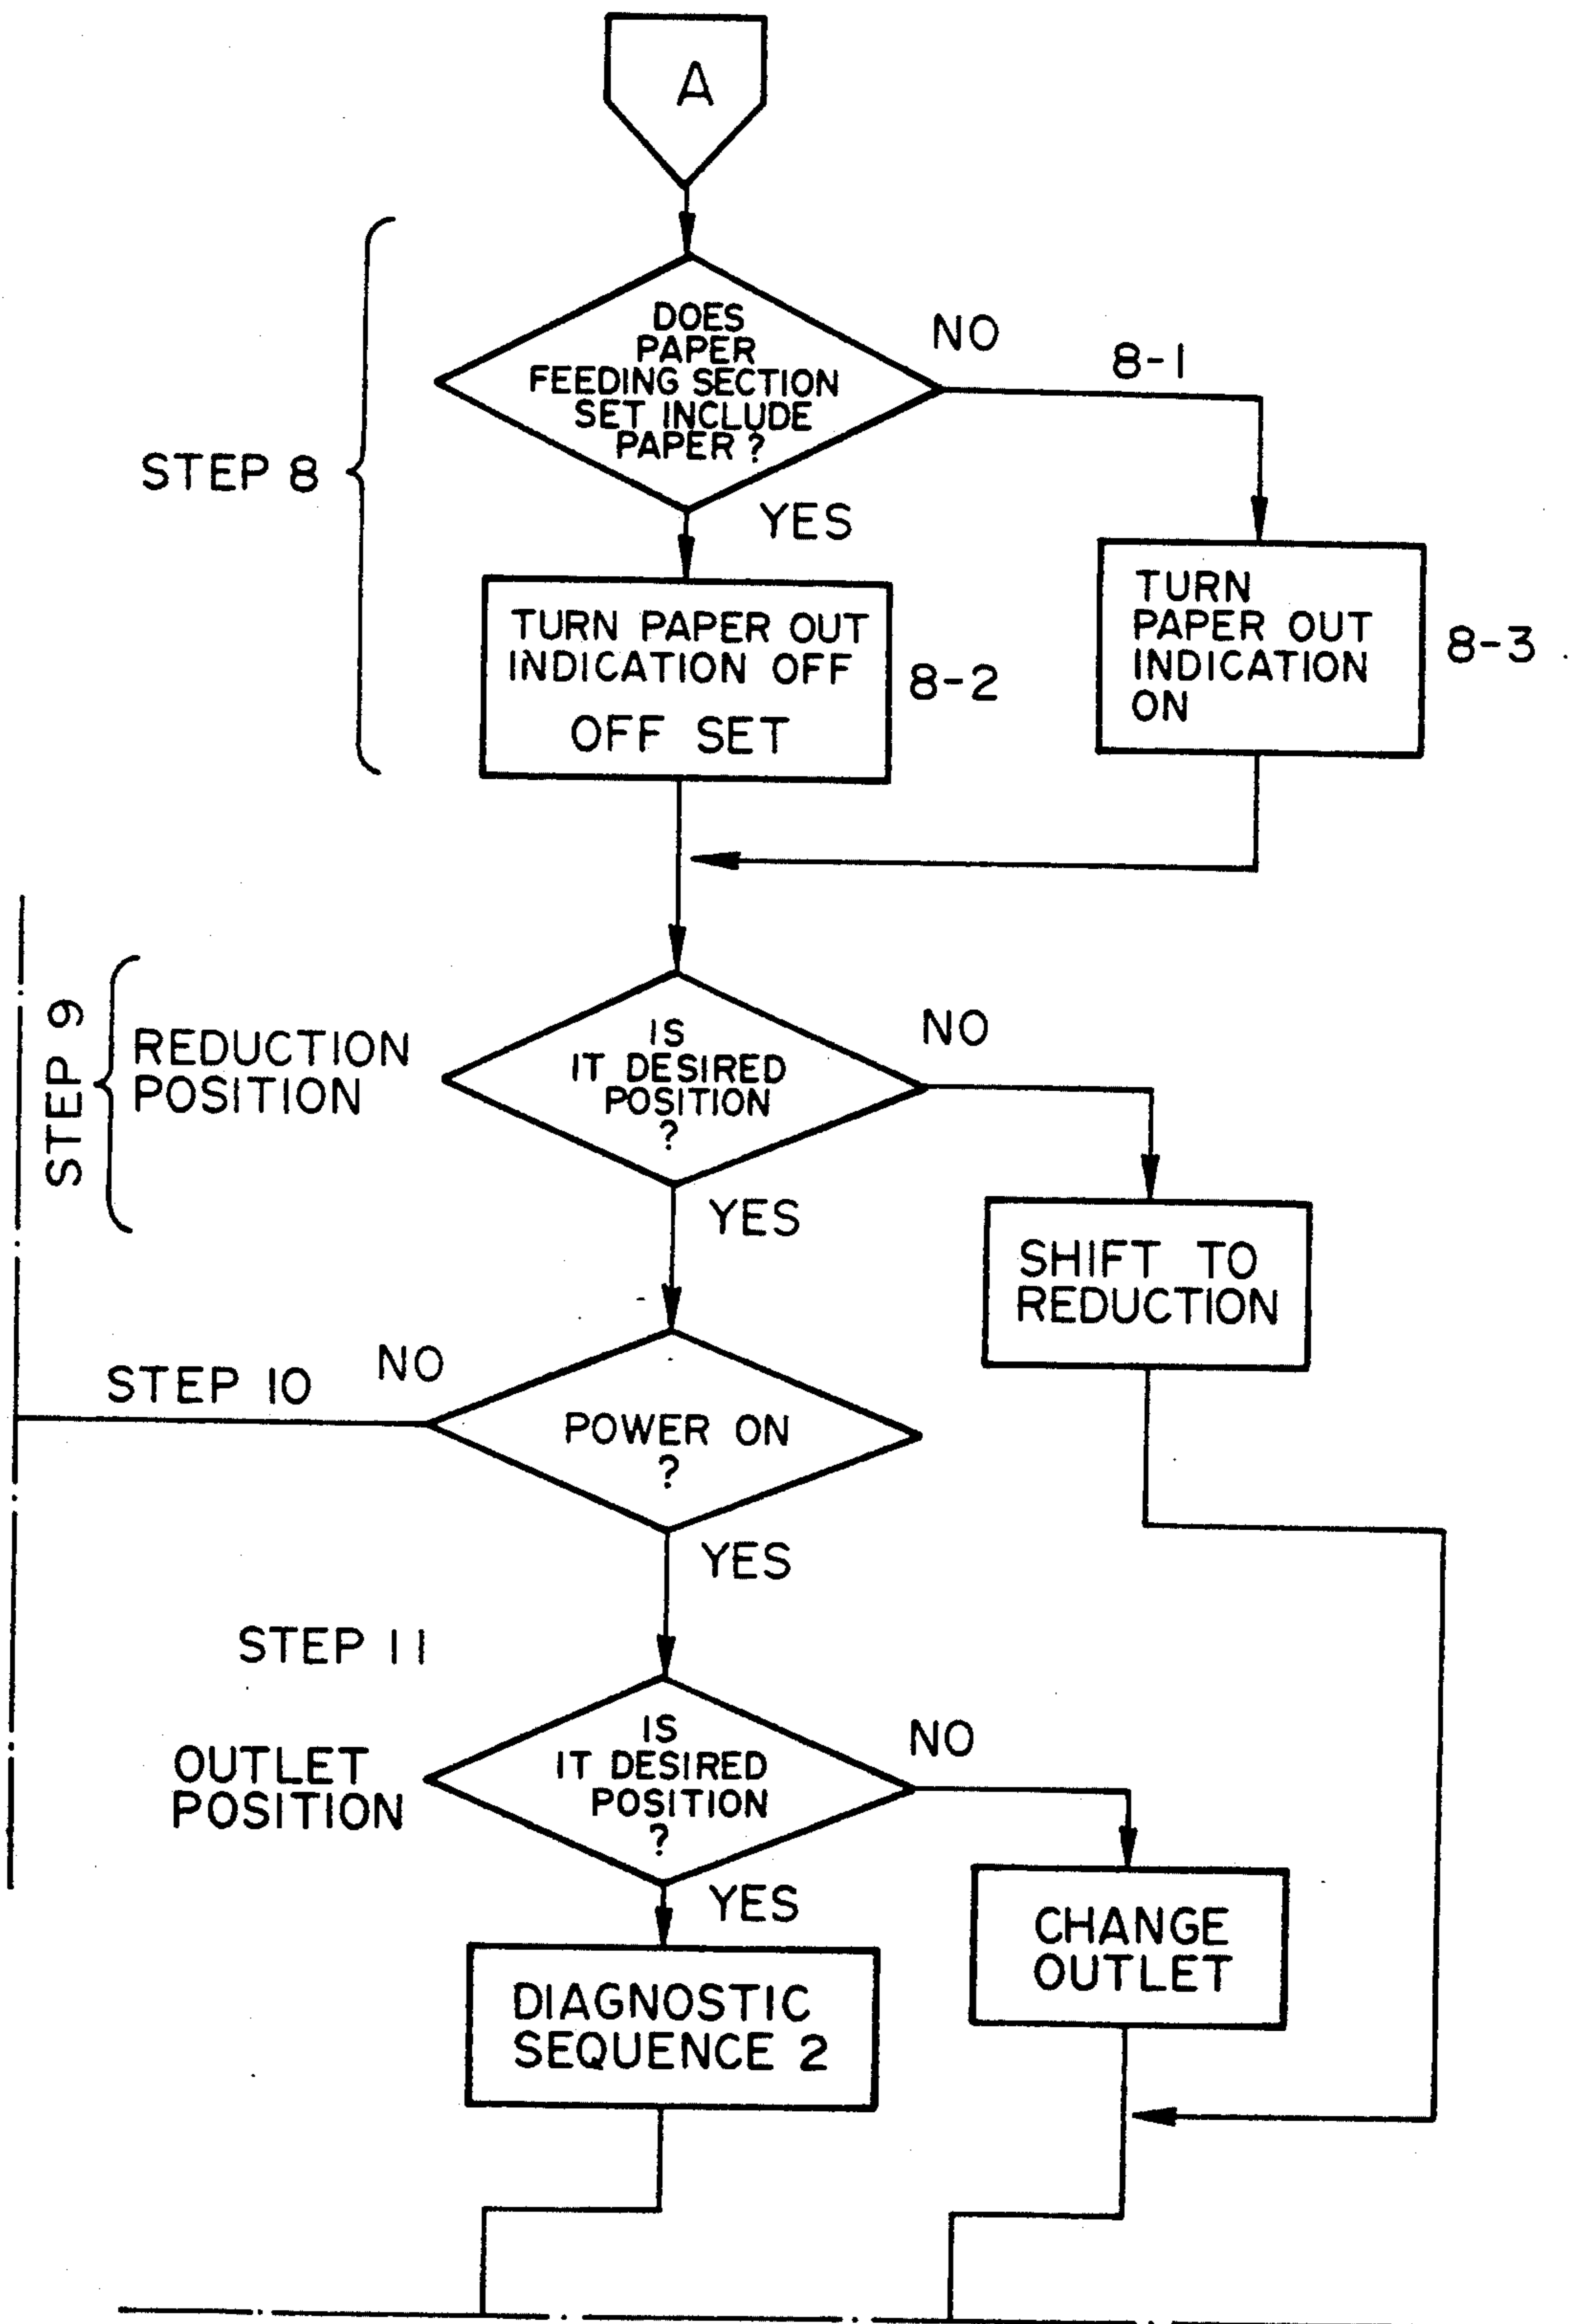 A
DOES
PAPER
FEEDING SECTION
SET INCLUDE
PAPER ?
NO
8-1
STEP 8
YES
TURN PAPER OUT
INDICATION OFF
OFF SET
8-2
TURN
PAPER OUT
INDICATION
ON
8-3
STEP 9
REDUCTION
POSITION
IS
IT DESIRED
POSITION
?
NO
YES
SHIFT TO
REDUCTION
STEP 10
NO
POWER ON
?
YES
STEP 11
OUTLET
POSITION
IS
IT DESIRED
POSITION
?
NO
YES
CHANGE
OUTLET
DIAGNOSTIC
SEQUENCE 2